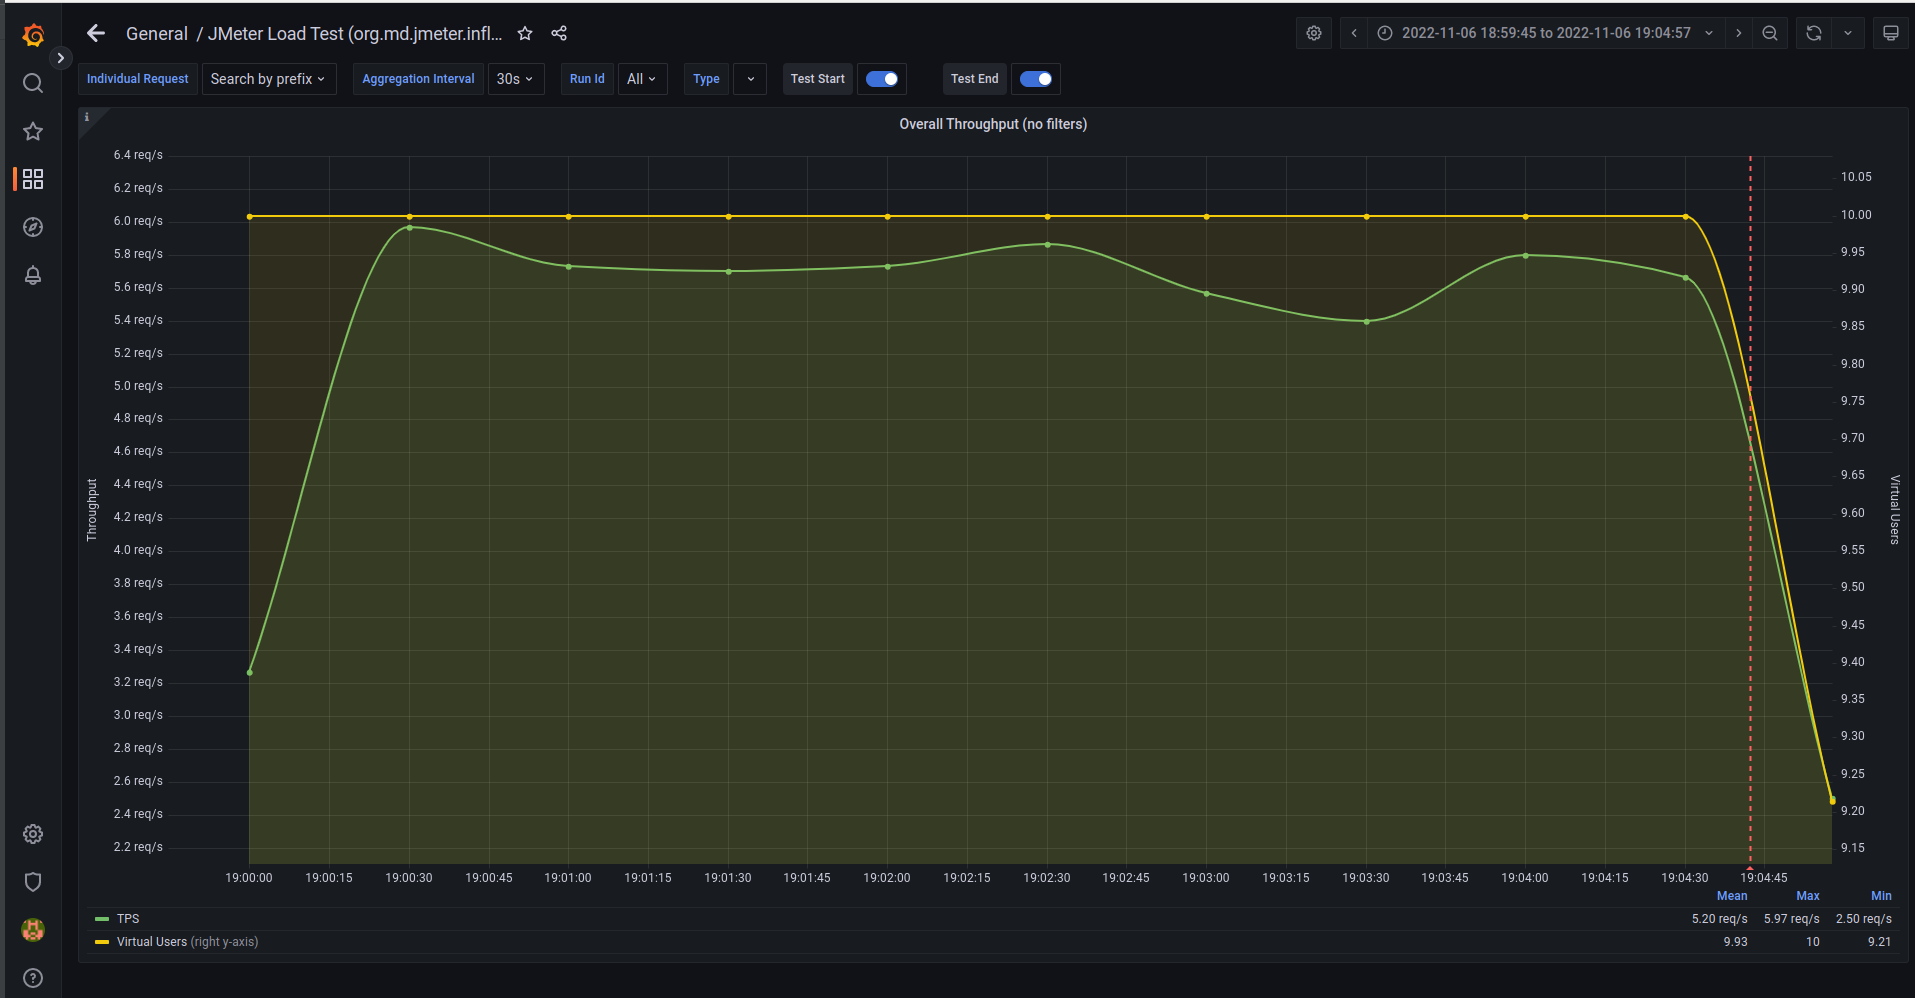 General / JMeter Load Test (org.md.jmeter.infl...
2022-11-06 18:59:45 to 2022-11-06 19:04:57
Individual Request Search by prefix Aggregation Interval 30s Run Id All Type Test Start Test End
i
Overall Throughput (no filters)
6.4 req/s
6.2 req/s
6.0 req/s
5.8 req/s
5.6 req/s
5.4 req/s
5.2 req/s
5.0 req/s
4.8 req/s
4.6 req/s
4.4 req/s
4.2 req/s
4.0 req/s
3.8 req/s
3.6 req/s
3.4 req/s
3.2 req/s
3.0 req/s
2.8 req/s
2.6 req/s
2.4 req/s
2.2 req/s
Throughput
10.05
10.00
9.95
9.90
9.85
9.80
9.75
9.70
9.65
9.60
9.55
9.50
9.45
9.40
9.35
9.30
9.25
9.20
9.15
Virtual Users
19:00:00 19:00:15 19:00:30 19:00:45 19:01:00 19:01:15 19:01:30 19:01:45 19:02:00 19:02:15 19:02:30 19:02:45 19:03:00 19:03:15 19:03:30 19:03:45 19:04:00 19:04:15 19:04:30 19:04:45
Mean Max Min
TPS 5.20 req/s 5.97 req/s 2.50 req/s
Virtual Users (right y-axis) 9.93 10 9.21